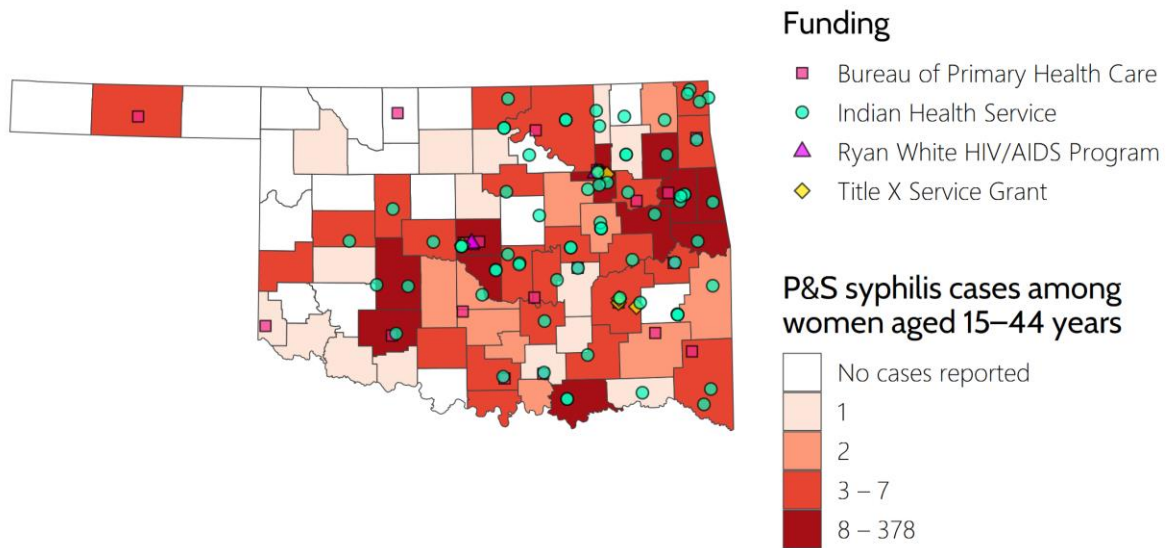 Funding
Bureau of Primary Health Care
Indian Health Service
Ryan White HIV/AIDS Program
Title X Service Grant
P&S syphilis cases among
women aged 15–44 years
No cases reported
1
2
3 – 7
8 – 378